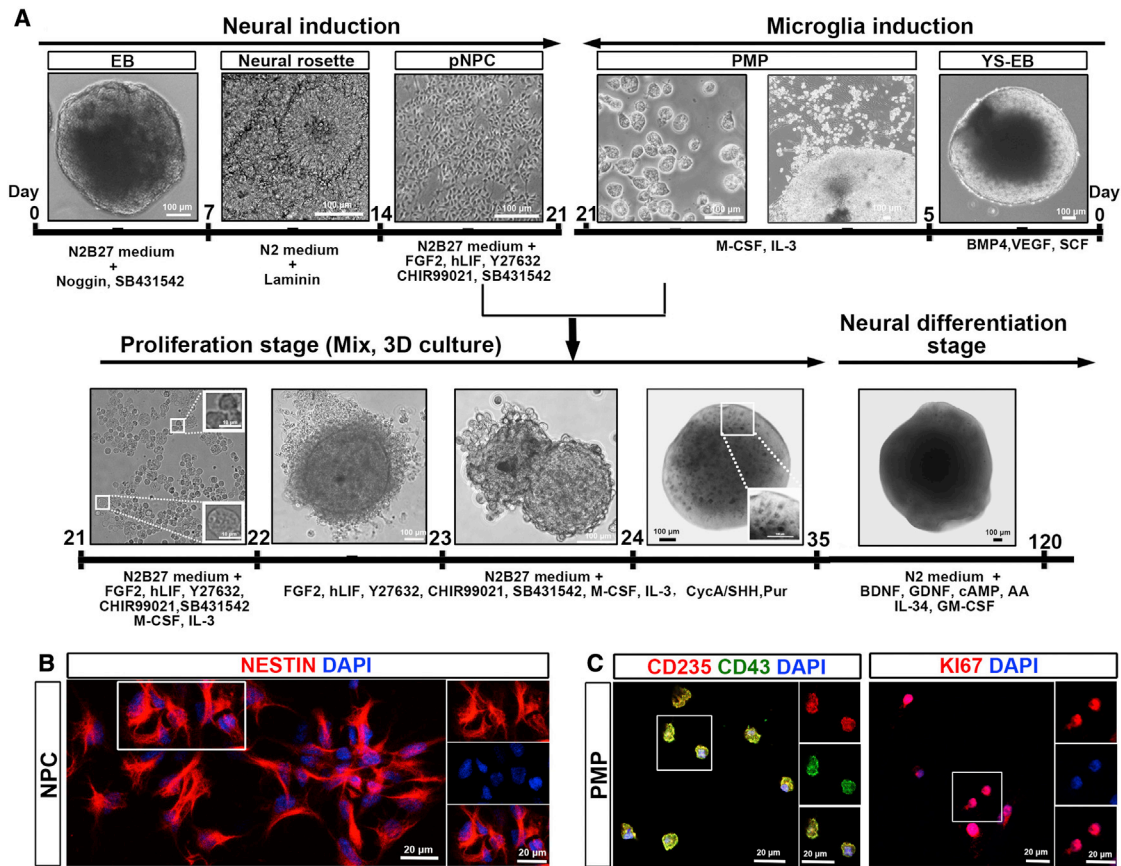 A
Neural induction
Microglia induction
EB
Neural rosette
pNPC
PMP
YS-EB
100 µm
100 µm
100 µm
100 µm
100 µm
100 µm
Day
0
7
14
21
21
5
Day
0
N2B27 medium
+
Noggin, SB431542
N2 medium
+
Laminin
N2B27 medium +
FGF2, hLIF, Y27632
CHIR99021, SB431542
M-CSF, IL-3
BMP4,VEGF, SCF
Proliferation stage (Mix, 3D culture)
Neural differentiation
stage
100 µm
100 µm
100 µm
100 µm
21
22
23
24
35
120
N2B27 medium +
FGF2, hLIF, Y27632,
CHIR99021,SB431542
M-CSF, IL-3
N2B27 medium +
FGF2, hLIF, Y27632, CHIR99021, SB431542, M-CSF, IL-3, CycA/SHH,Pur
N2 medium +
BDNF, GDNF, cAMP, AA
IL-34, GM-CSF
B
NESTIN DAPI
NPC
20 µm
20 µm
C
CD235 CD43 DAPI
KI67 DAPI
PMP
20 µm
20 µm
20 µm
20 µm